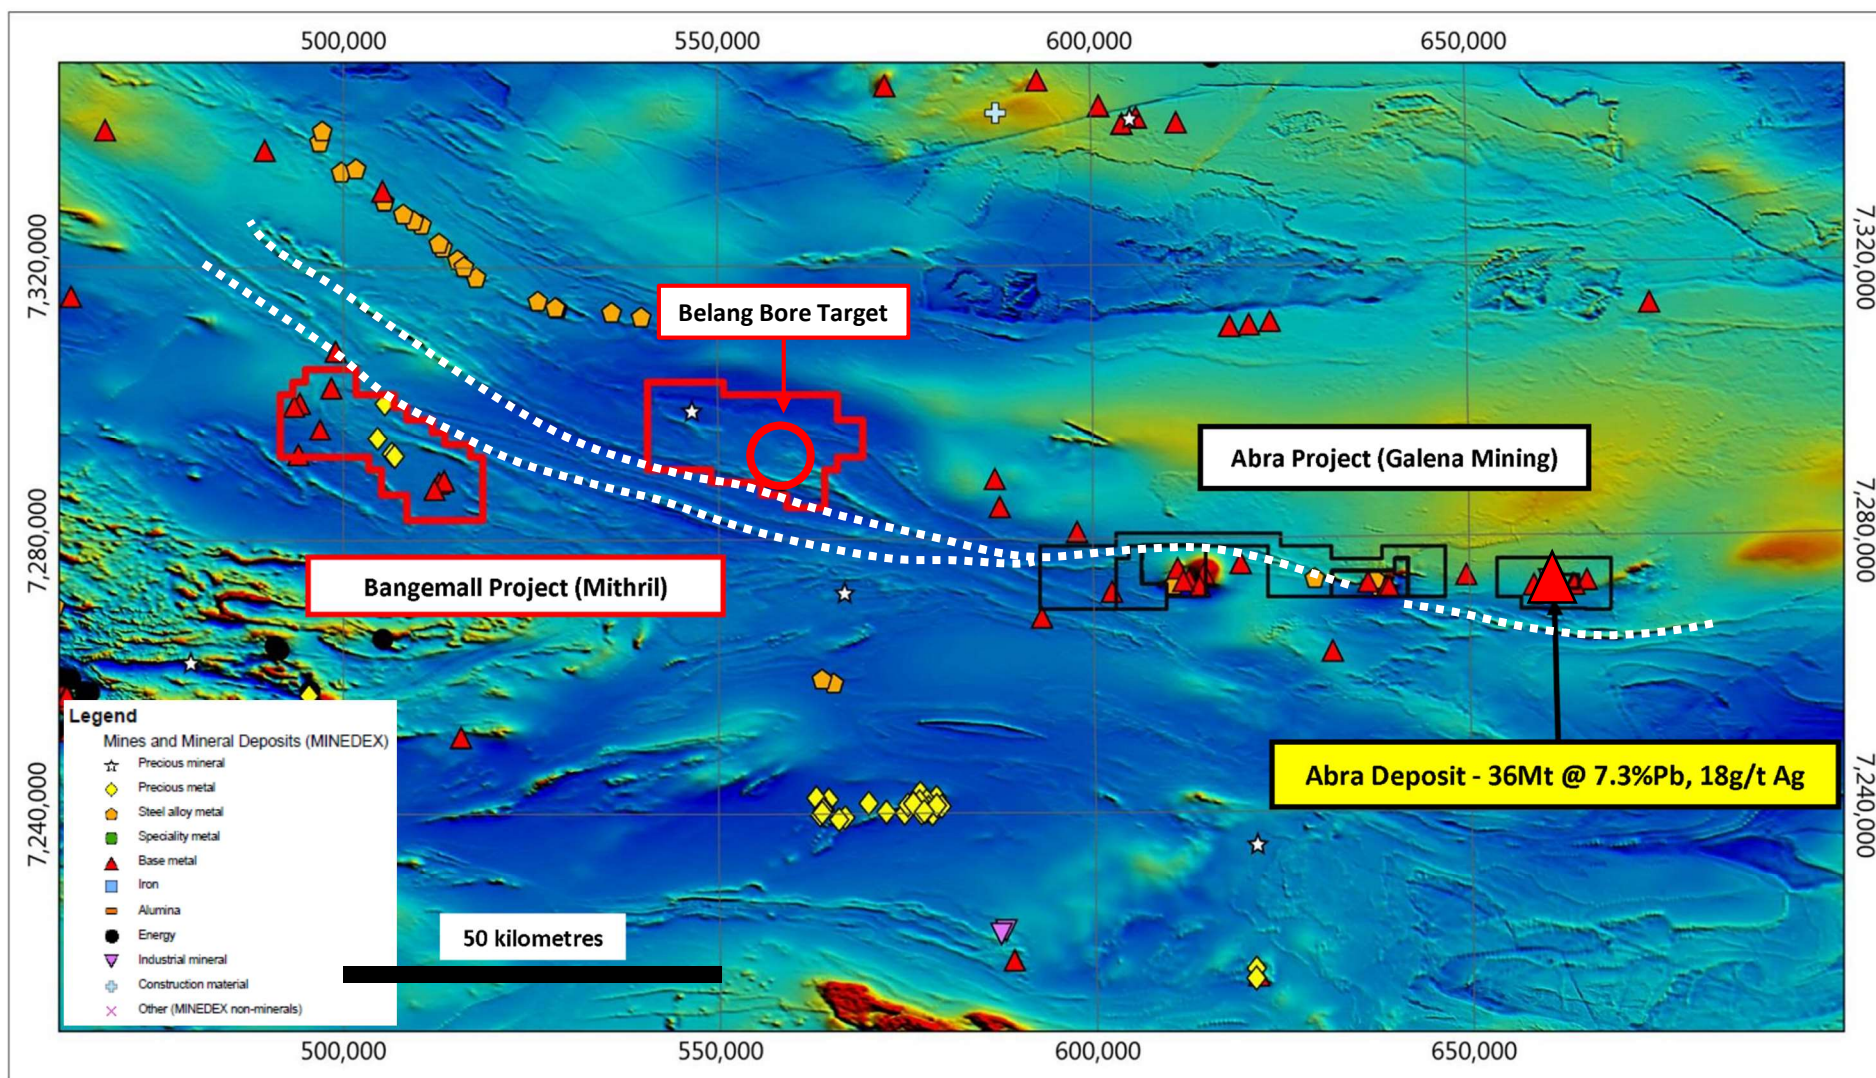 500,000
550,000
600,000
650,000
7,320,000
7,320,000
Belang Bore Target
Abra Project (Galena Mining)
7,280,000
7,280,000
Bangemall Project (Mithril)
Legend
Mines and Mineral Deposits (MINEDEX)
Precious mineral
Precious metal
Steel alloy metal
Speciality metal
Base metal
Iron
Alumina
Energy
Industrial mineral
Construction material
Other (MINEDEX non-minerals)
Abra Deposit - 36Mt @ 7.3%Pb, 18g/t Ag
7,240,000
7,240,000
50 kilometres
500,000
550,000
600,000
650,000